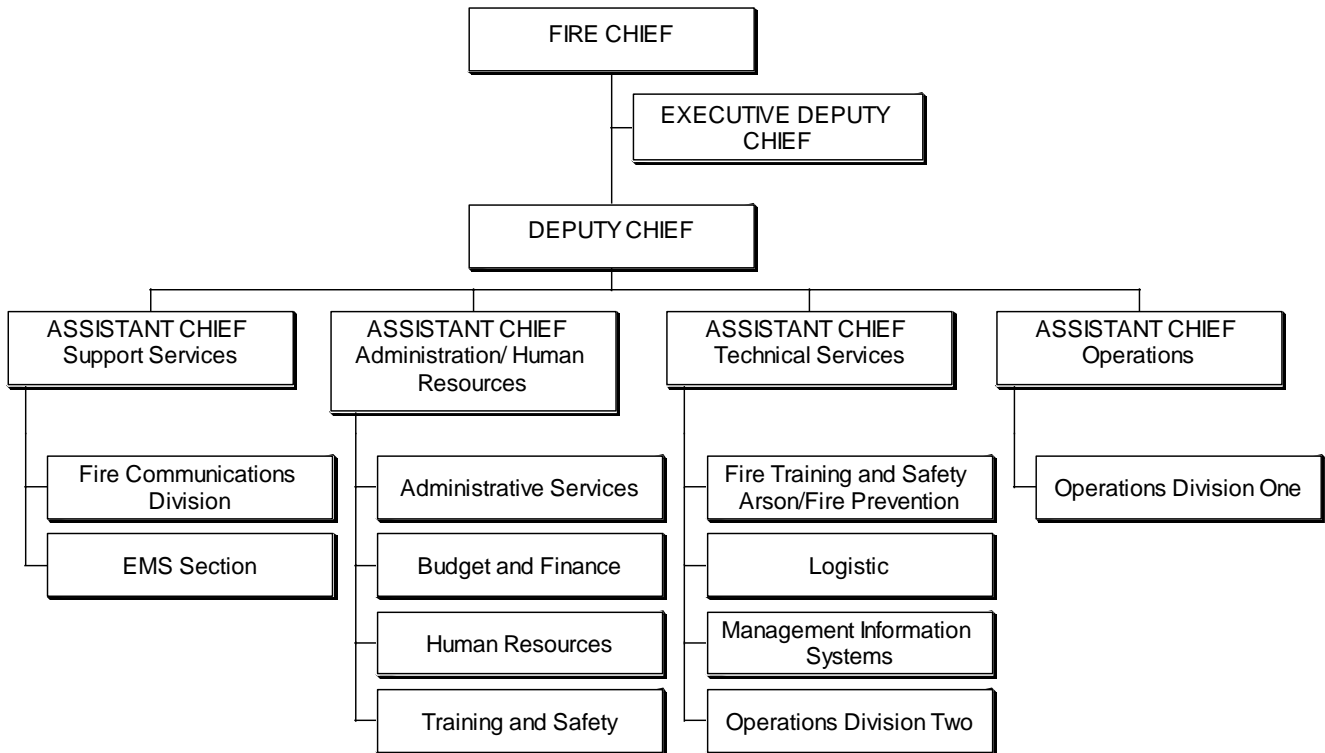 FIRE CHIEF
EXECUTIVE DEPUTY
CHIEF
DEPUTY CHIEF
ASSISTANT CHIEF
Support Services
ASSISTANT CHIEF
Administration/ Human
Resources
ASSISTANT CHIEF
Technical Services
ASSISTANT CHIEF
Operations
Fire Communications
Division
EMS Section
Administrative Services
Budget and Finance
Human Resources
Training and Safety
Fire Training and Safety
Arson/Fire Prevention
Logistic
Management Information
Systems
Operations Division Two
Operations Division One